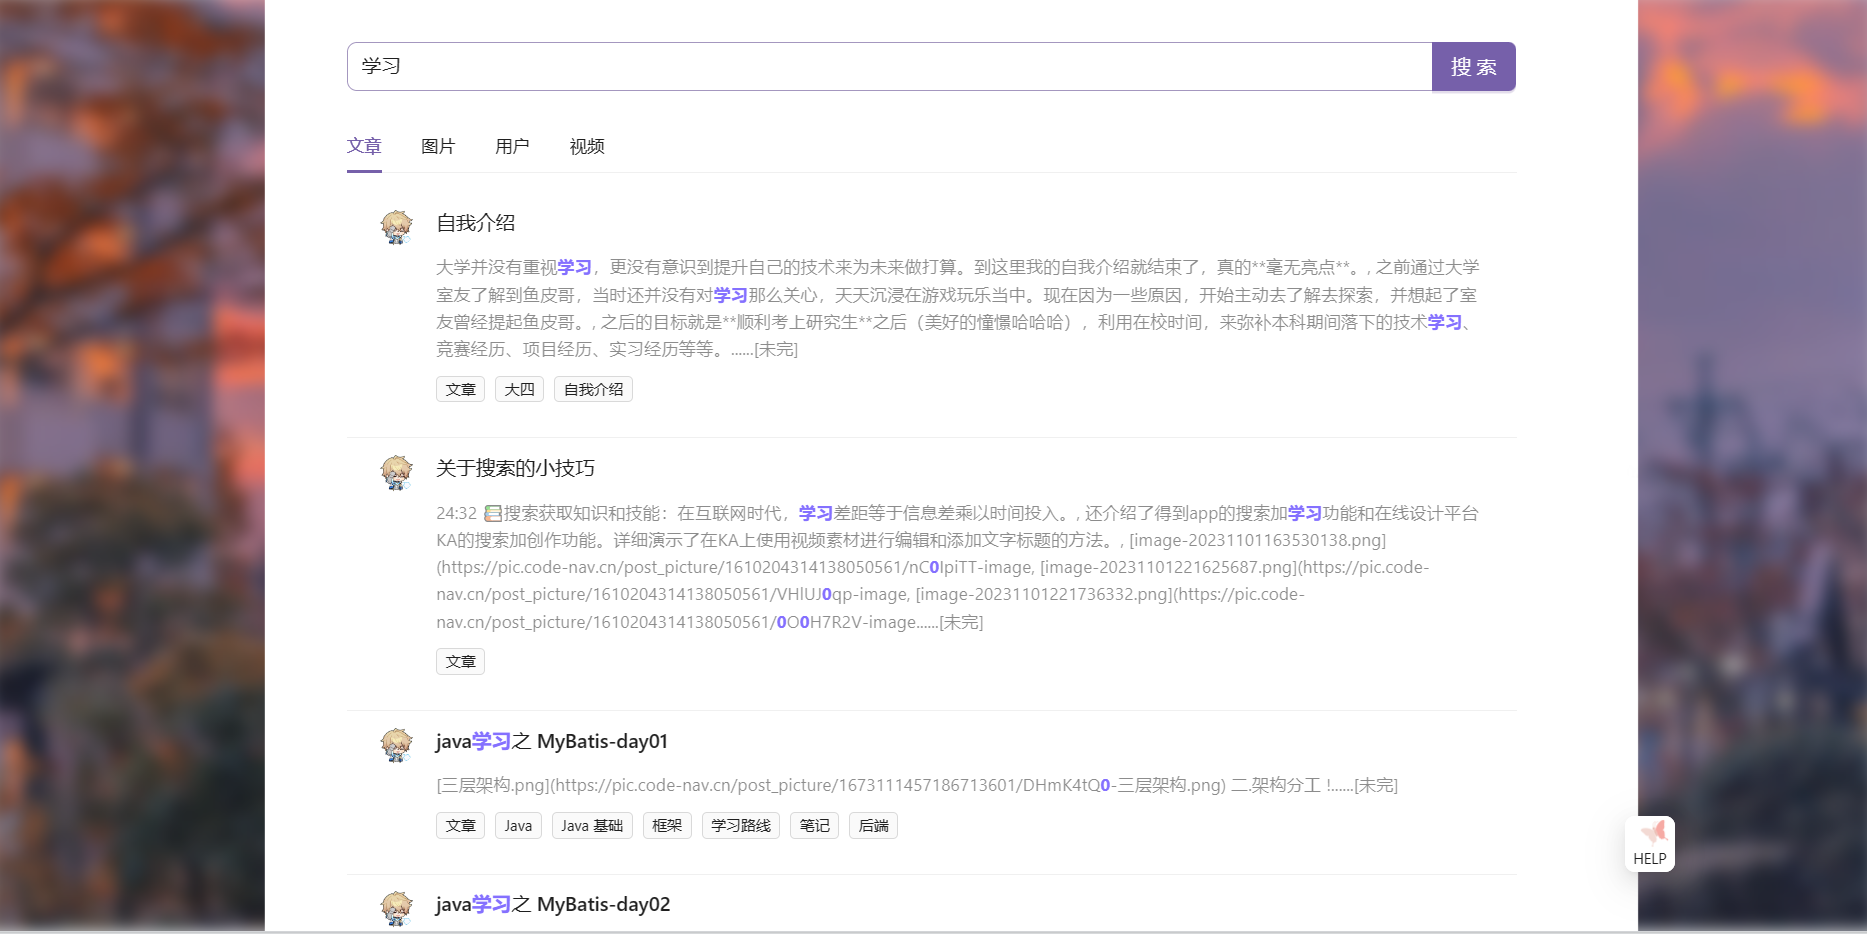 学习
搜 索
文章 图片 用户 视频
自我介绍
大学并没有重视学习，更没有意识到提升自己的技术来为未来做打算。到这里我的自我介绍就结束了，真的**毫无亮点**。, 之前通过大学
室友了解到鱼皮哥，当时还并没有对学习那么关心，天天沉浸在游戏玩乐当中。现在因为一些原因，开始主动去了解去探索，并想起了室
友曾经提起鱼皮哥。, 之后的目标就是**顺利考上研究生**之后（美好的憧憬哈哈哈），利用在校时间，来弥补本科期间落下的技术学习、
竞赛经历、项目经历、实习经历等等。......[未完]
文章 大四 自我介绍
关于搜索的小技巧
24:32 📚搜索获取知识和技能：在互联网时代，学习差距等于信息差乘以时间投入。, 还介绍了得到app的搜索加学习功能和在线设计平台
KA的搜索加创作功能。详细演示了在KA上使用视频素材进行编辑和添加文字标题的方法。, [image-20231101163530138.png]
(https://pic.code-nav.cn/post_picture/1610204314138050561/nC0IpiTT-image, [image-20231101221625687.png](https://pic.code-
nav.cn/post_picture/1610204314138050561/VHlUJ0qp-image, [image-20231101221736332.png](https://pic.code-
nav.cn/post_picture/1610204314138050561/0O0H7R2V-image......[未完]
文章
java学习之 MyBatis-day01
[三层架构.png](https://pic.code-nav.cn/post_picture/1673111457186713601/DHmK4tQ0-三层架构.png) 二.架构分工 !......[未完]
文章 Java Java 基础 框架 学习路线 笔记 后端
HELP
java学习之 MyBatis-day02